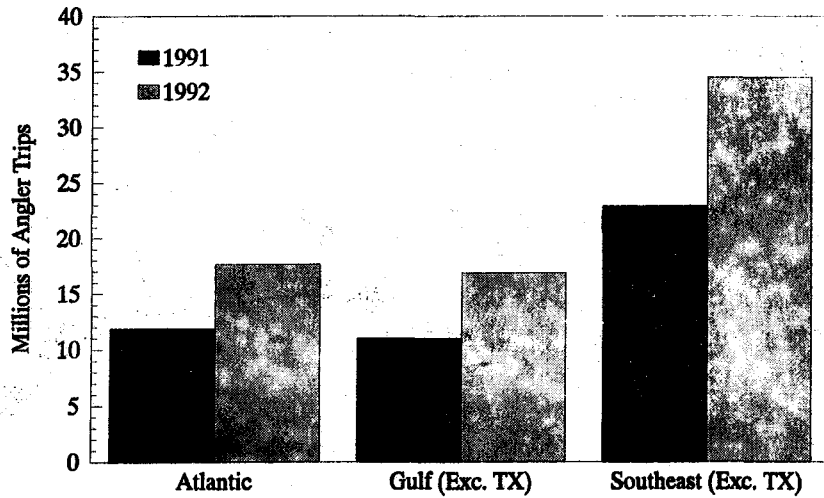 Millions of Angler Trips
40
35
30
25
20
15
10
5
0
1991
1992
Atlantic
Gulf (Exc. TX)
Southeast (Exc. TX)